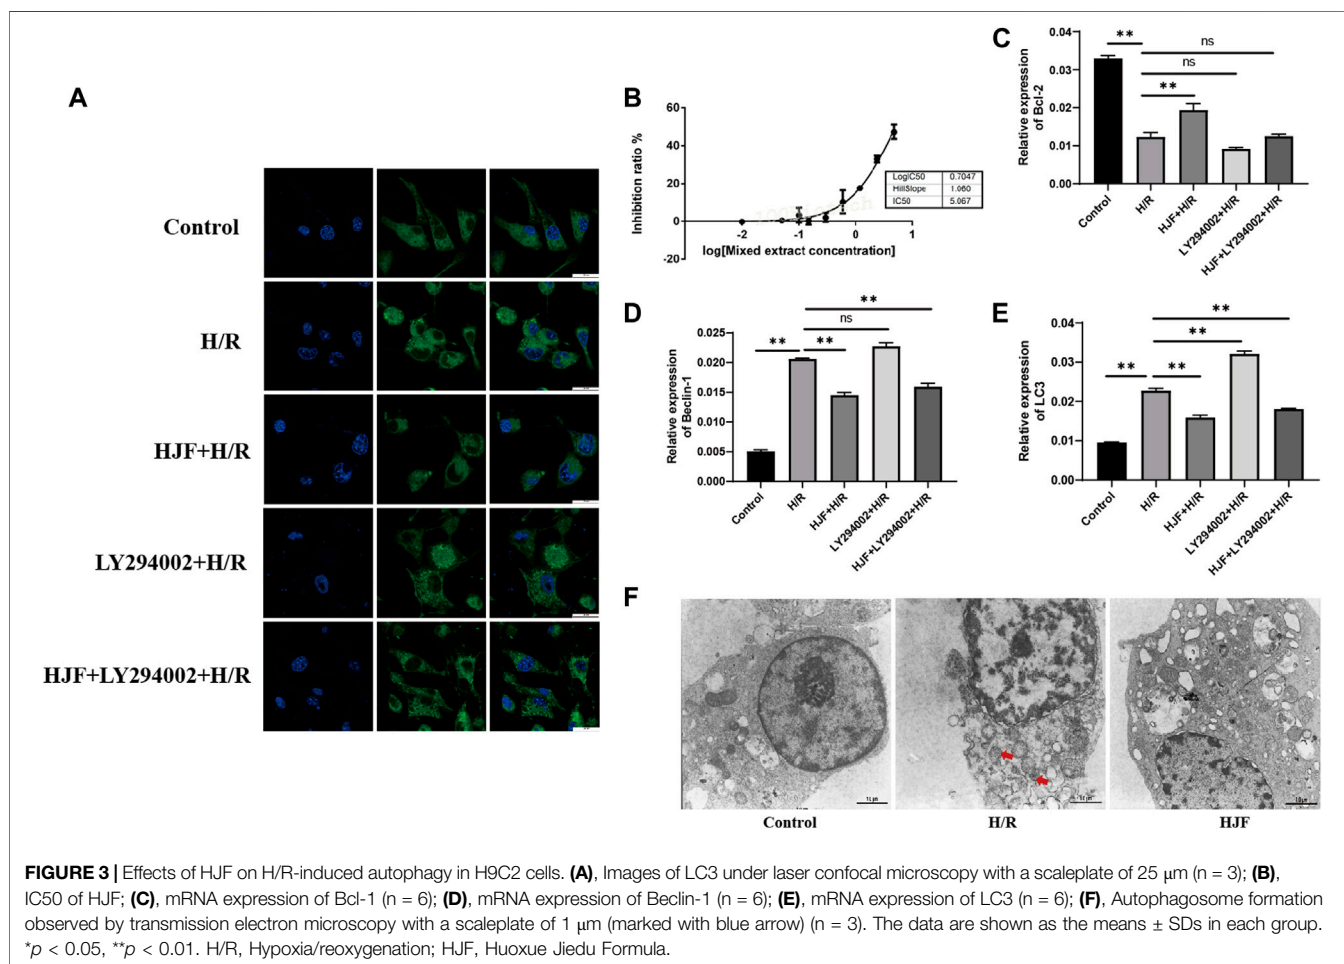 A
Control
H/R
HJF+H/R
LY294002+H/R
HJF+LY294002+H/R
B
Inhibition ratio %
60
40
20
0
-20
-2
-1
0
1
log[Mixed extract concentration]
LogIC50 0.7047
HillSlope 1.060
IC50 5.067
C
Relative expression
of Bcl-2
0.04
0.03
0.02
0.01
0.00
**
**
ns
ns
Control
H/R
HJF+H/R
LY294002+H/R
HJF+LY294002+H/R
D
Relative expression
of Beclin-1
0.025
0.020
0.015
0.010
0.005
0.000
**
**
ns
**
Control
H/R
HJF+H/R
LY294002+H/R
HJF+LY294002+H/R
E
Relative expression
of LC3
0.04
0.03
0.02
0.01
0.00
**
**
**
**
Control
H/R
HJF+H/R
LY294002+H/R
HJF+LY294002+H/R
F
Control
H/R
HJF
FIGURE 3 | Effects of HJF on H/R-induced autophagy in H9C2 cells. (A), Images of LC3 under laser confocal microscopy with a scaleplate of 25 μm (n = 3); (B),
IC50 of HJF; (C), mRNA expression of Bcl-1 (n = 6); (D), mRNA expression of Beclin-1 (n = 6); (E), mRNA expression of LC3 (n = 6); (F), Autophagosome formation
observed by transmission electron microscopy with a scaleplate of 1 μm (marked with blue arrow) (n = 3). The data are shown as the means ± SDs in each group.
*p < 0.05, **p < 0.01. H/R, Hypoxia/reoxygenation; HJF, Huoxue Jiedu Formula.